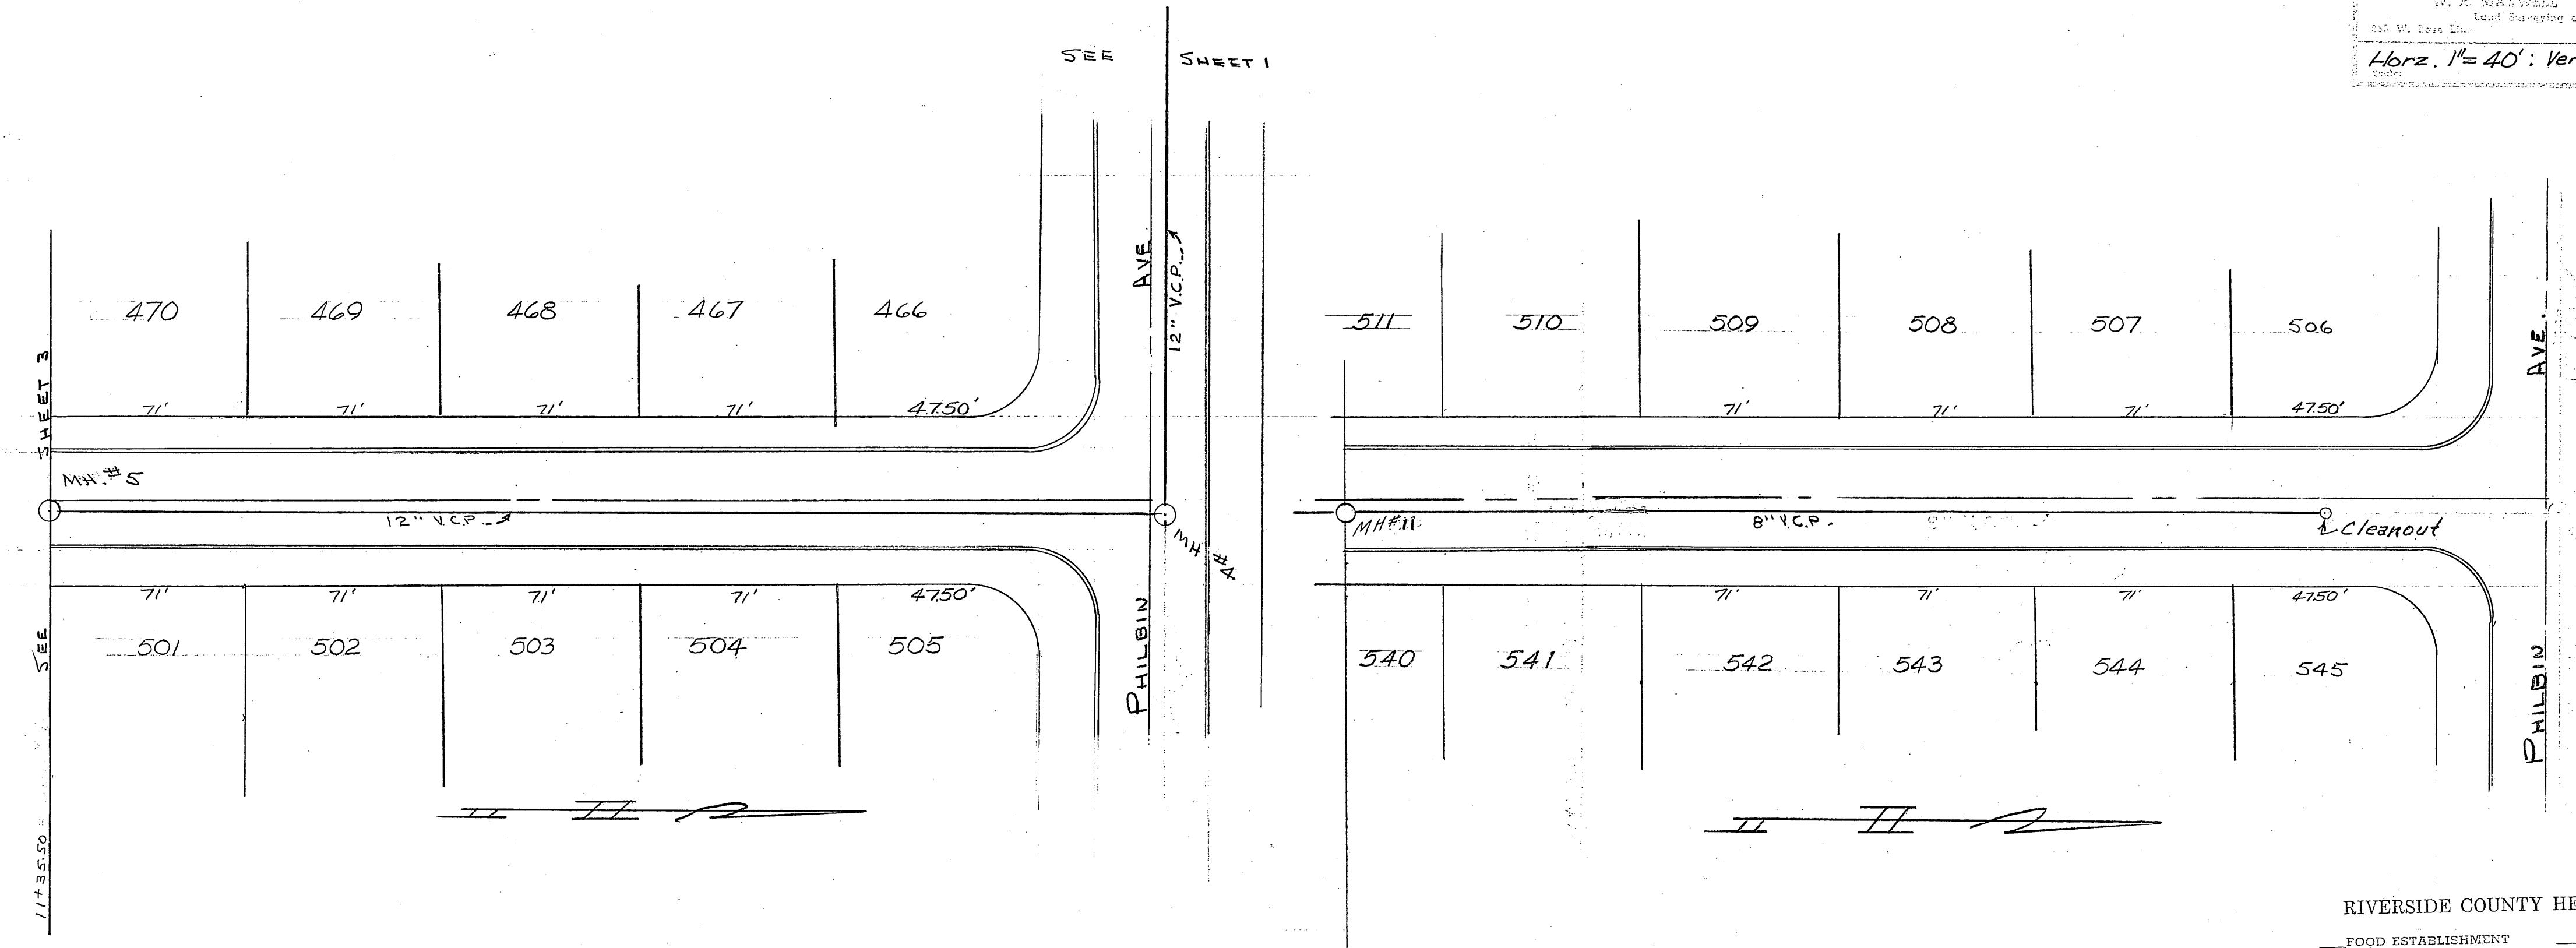 W. A. MAXWELL
Land Surveying
Horz. 1"= 40' : Ver
SEE SHEET 1
470 469 468 467 466
71' 71' 71' 71' 47.50'
AVE.
12" V.C.P.
511 510 509 508 507 506
71' 71' 71' 47.50'
AVE.
SEE SHEET 3
MH. #5
12" V.C.P.
MH #4
MH #11
8" V.C.P.
Cleanout
71' 71' 71' 71' 47.50'
501 502 503 504 505
PHILBIN
71' 71' 71' 47.50'
540 541 542 543 544 545
PHILBIN
11+35.50 =
RIVERSIDE COUNTY HE
FOOD ESTABLISHMENT